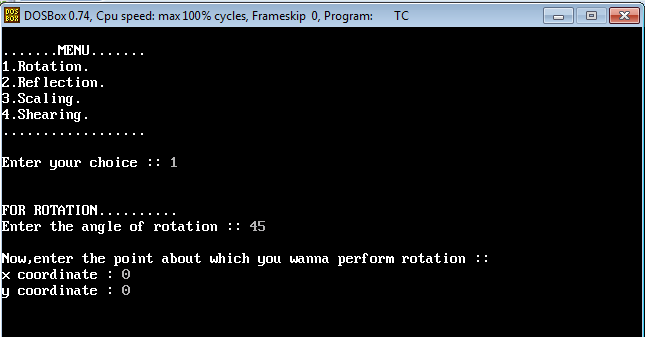 DOSBox 0.74, Cpu speed: max 100% cycles, Frameskip 0, Program: TC
.......MENU.......
1.Rotation.
2.Reflection.
3.Scaling.
4.Shearing.
..................
Enter your choice :: 1
FOR ROTATION..........
Enter the angle of rotation :: 45
Now,enter the point about which you wanna perform rotation ::
x coordinate : 0
y coordinate : 0